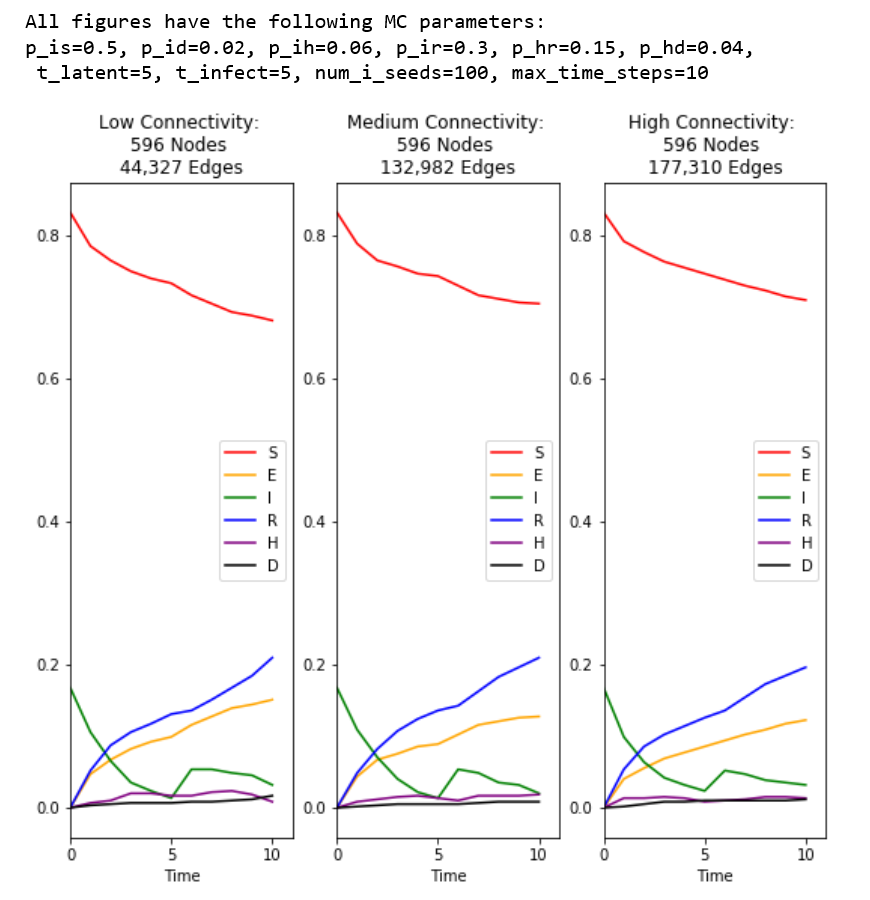 All figures have the following MC parameters:
p_is=0.5, p_id=0.02, p_ih=0.06, p_ir=0.3, p_hr=0.15, p_hd=0.04,
t_latent=5, t_infect=5, num_i_seeds=100, max_time_steps=10
Low Connectivity:
596 Nodes
44,327 Edges
0.8
0.6
0.4
0.2
0.0
S
E
I
R
H
D
0
5
10
Time
Medium Connectivity:
596 Nodes
132,982 Edges
0.8
0.6
0.4
0.2
0.0
S
E
I
R
H
D
0
5
10
Time
High Connectivity:
596 Nodes
177,310 Edges
0.8
0.6
0.4
0.2
0.0
S
E
I
R
H
D
0
5
10
Time